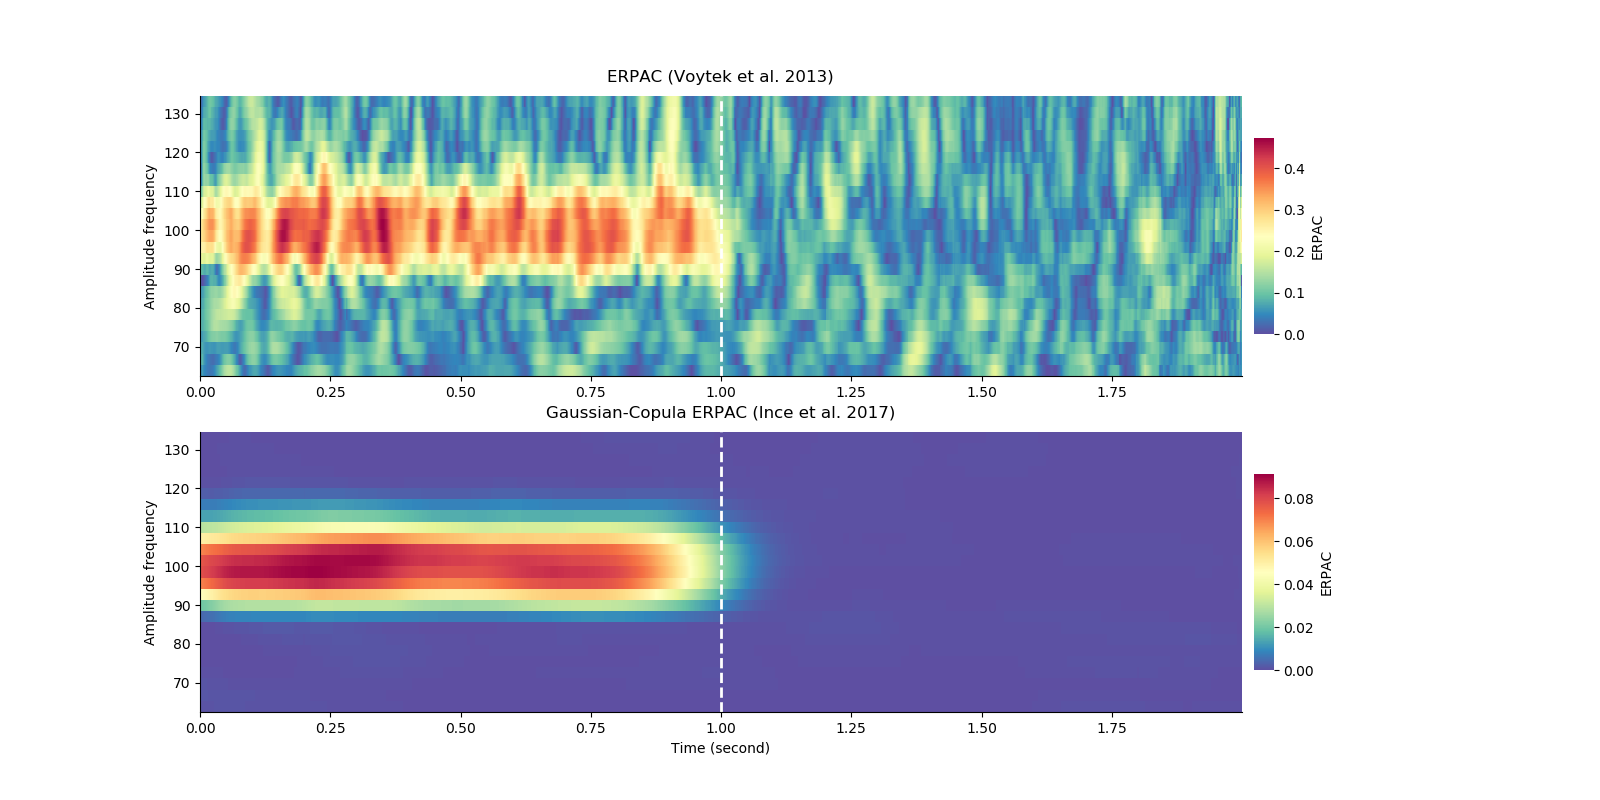 ERPAC (Voytek et al. 2013)
Amplitude frequency
130
120
110
100
90
80
70
0.00 0.25 0.50 0.75 1.00 1.25 1.50 1.75
0.4
0.3
0.2
0.1
0.0
ERPAC
Gaussian-Copula ERPAC (Ince et al. 2017)
Amplitude frequency
130
120
110
100
90
80
70
0.00 0.25 0.50 0.75 1.00 1.25 1.50 1.75
Time (second)
0.08
0.06
0.04
0.02
0.00
ERPAC